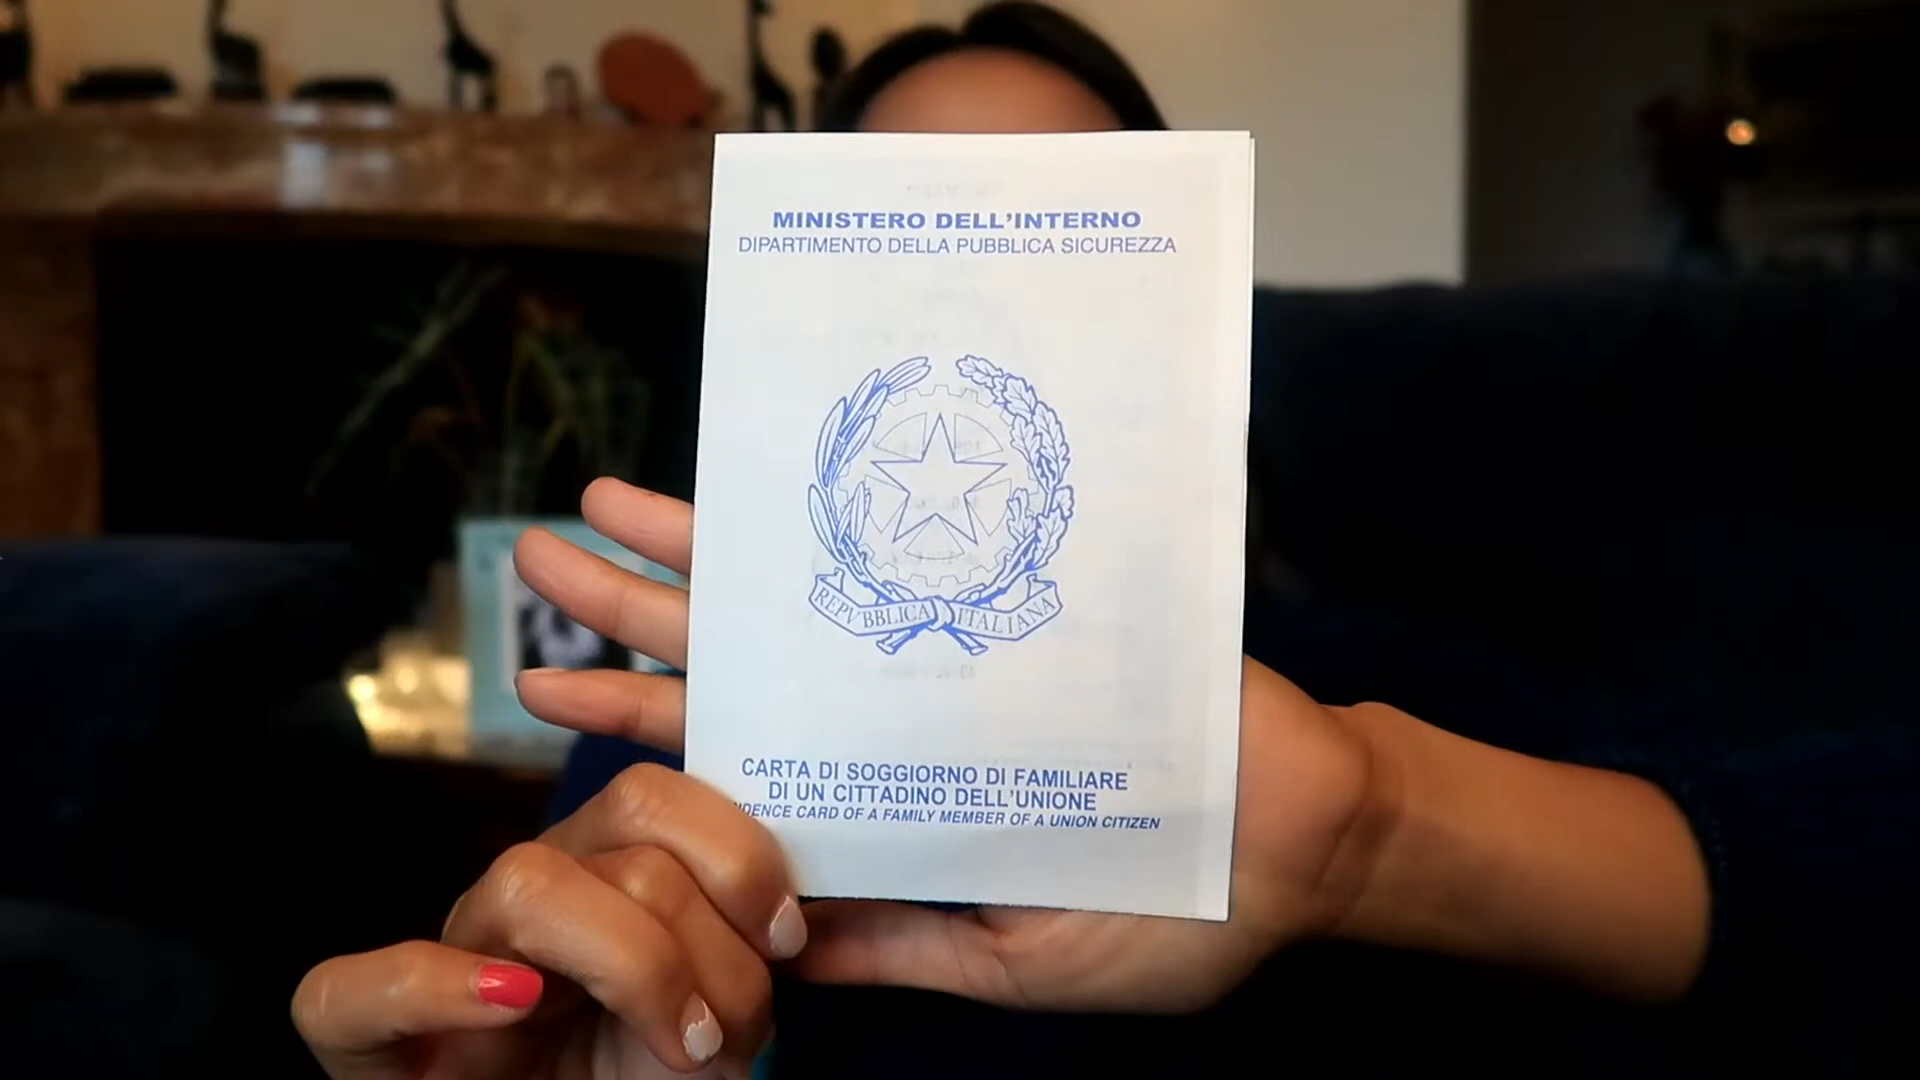 MINISTERO DELL'INTERNO
DIPARTIMENTO DELLA PUBBLICA SICUREZZA
REPVBBLICA ITALIANA
CARTA DI SOGGIORNO DI FAMILIARE
DI UN CITTADINO DELL'UNIONE
CARD OF A FAMILY MEMBER OF A UNION CITIZEN